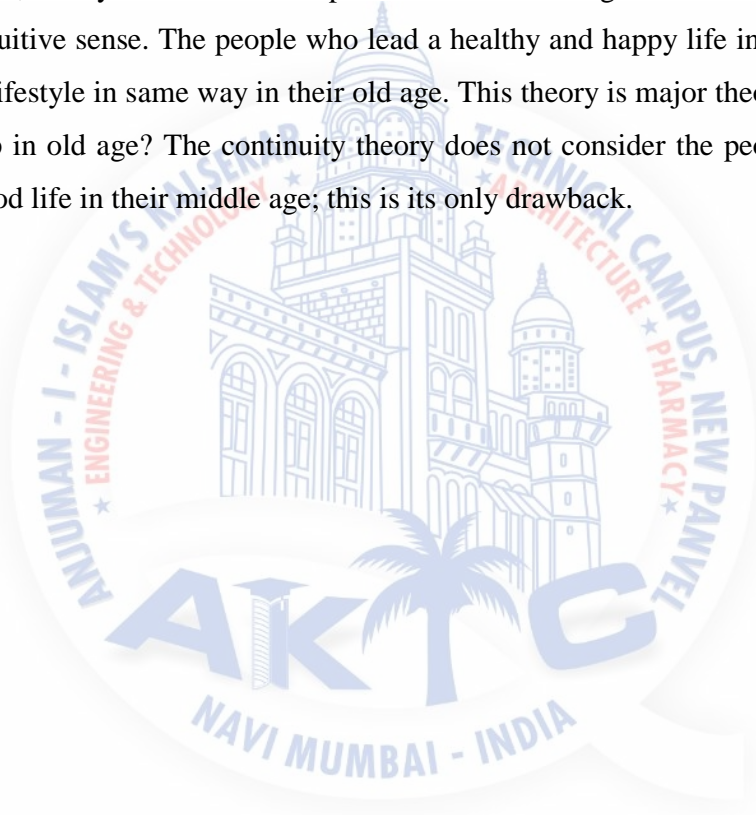 uitive sense. The people who lead a healthy and happy life in
ifestyle in same way in their old age. This theory is major theo
in old age? The continuity theory does not consider the peo
od life in their middle age; this is its only drawback.
ANJUMAN - I - ISLAM'S KALSEKAR TECHNICAL CAMPUS, NEW PANVEL
★ ENGINEERING & TECHNOLOGY ★ ★ ARCHITECTURE ★ PHARMACY ★
AKTC
NAVI MUMBAI - INDIA